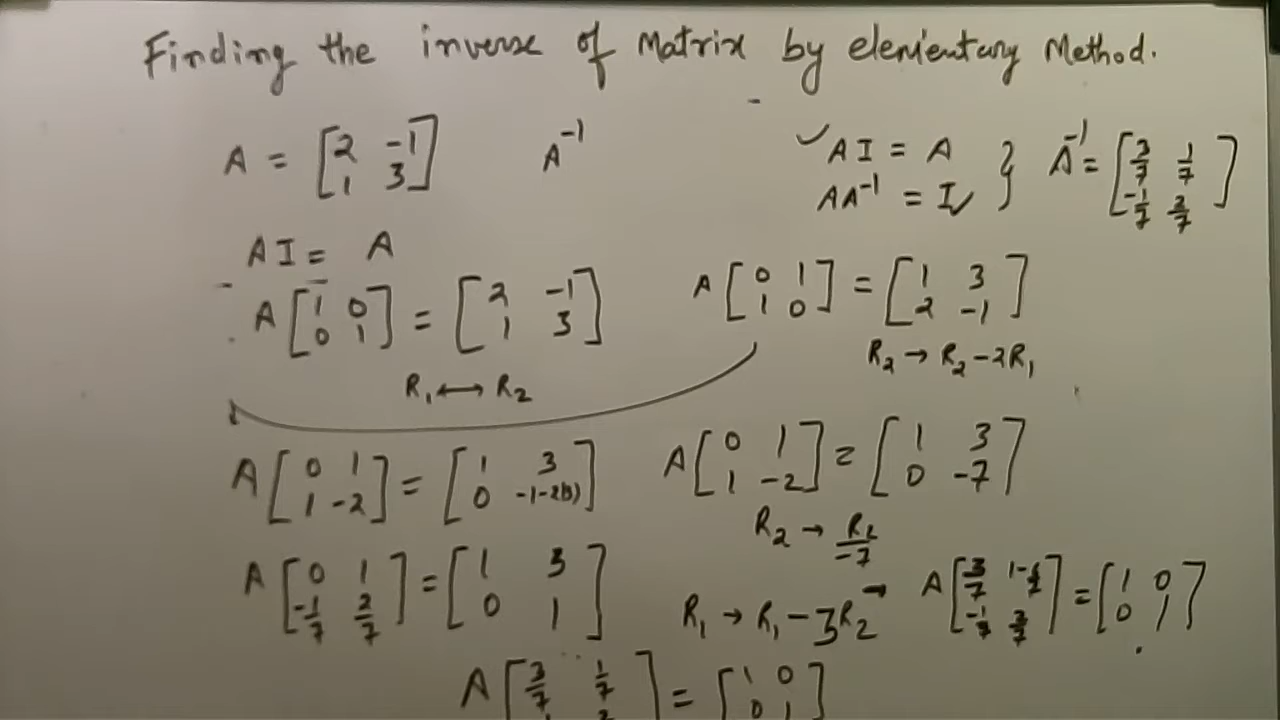 Finding the inverse of Matrix by elementary Method.
A = [2 -1; 1 3] A⁻¹
AI = A
AA⁻¹ = I } A⁻¹ = [3/7 1/7; -1/7 2/7]
AI = A
A [1 0; 0 1] = [2 -1; 1 3]
R₁ ↔ R₂
A [0 1; 1 0] = [1 3; 2 -1]
R₂ → R₂ - 2R₁
A [0 1; 1 -2] = [1 3; 0 -1-2(3)]
A [0 1; 1 -2] = [1 3; 0 -7]
R₂ → R₂/-7
A [0 1; -1/7 2/7] = [1 3; 0 1]
R₁ → R₁ - 3R₂
A [3/7 ; -1/7 2/7] = [1 0; 0 1]
A [3/7 1/7 ] = [1 0; 0 1]